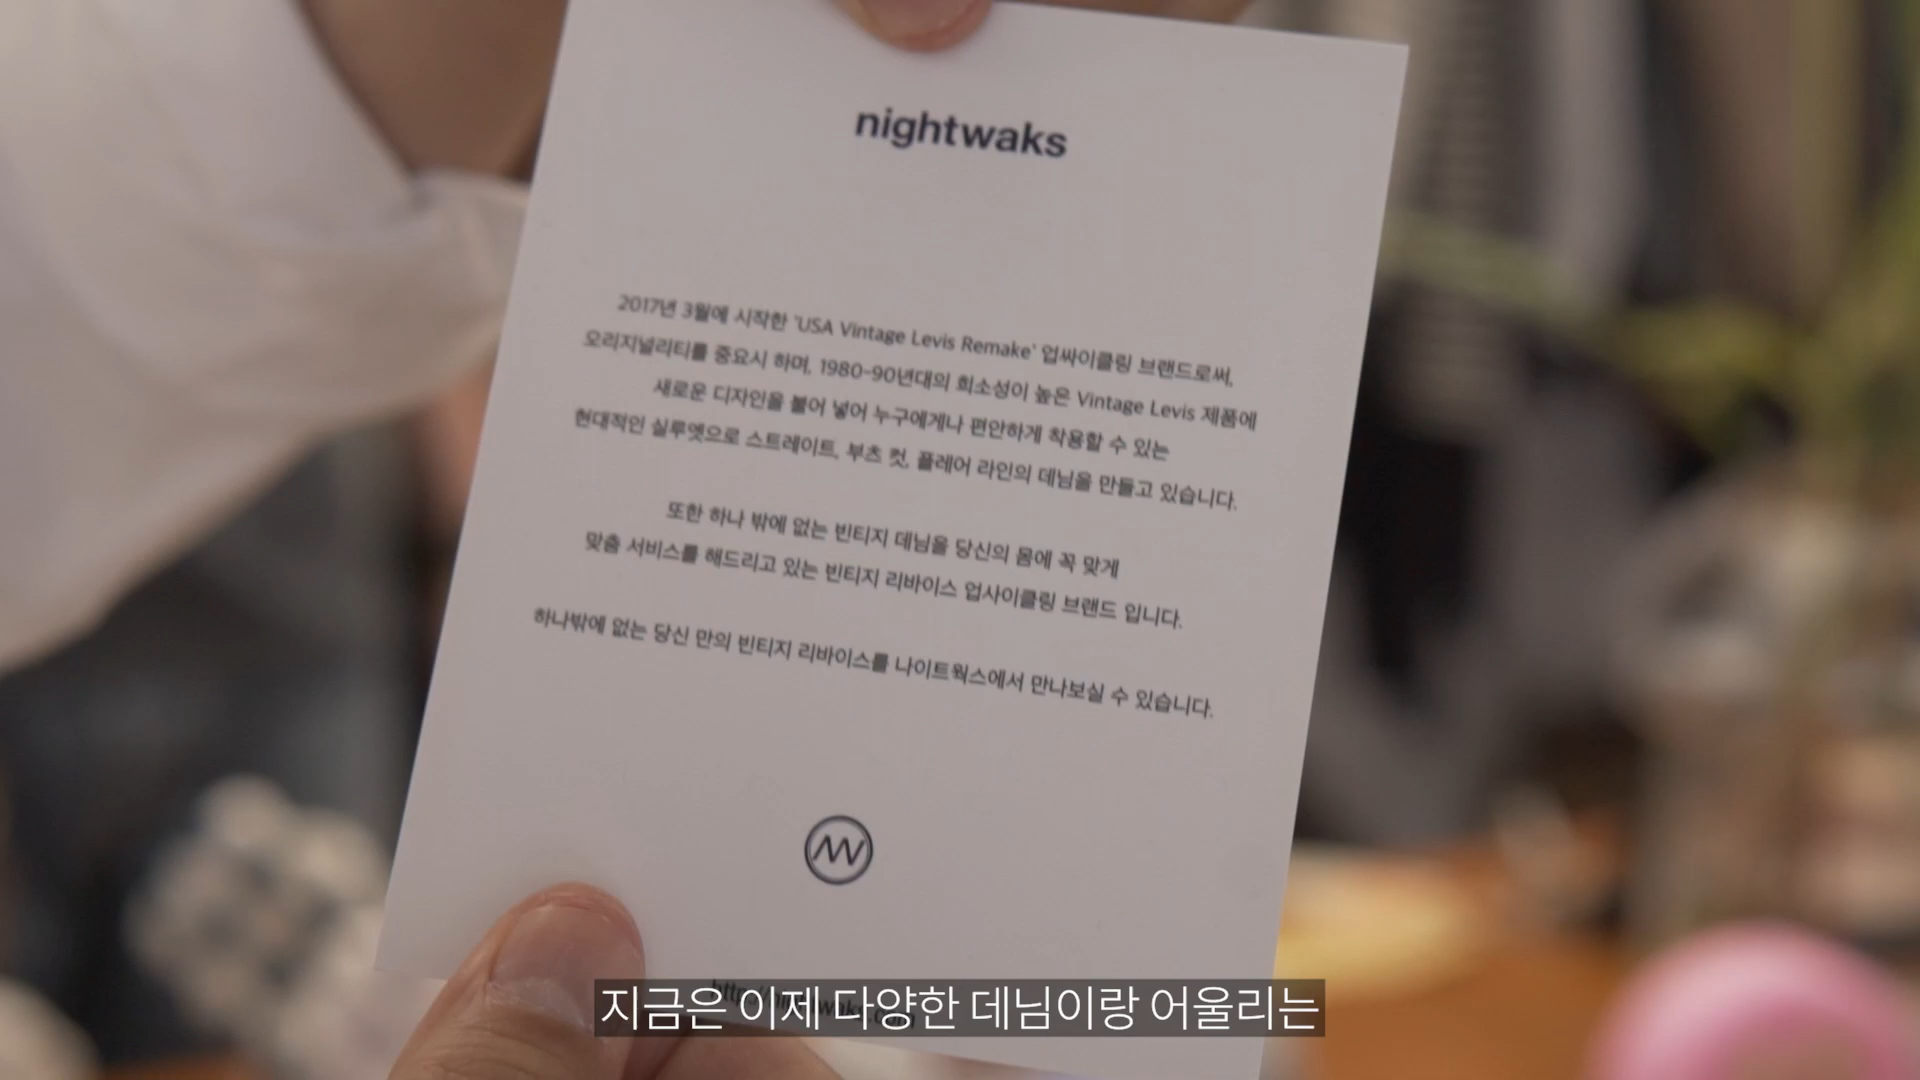 nightwaks
2017년 3월에 시작한 'USA Vintage Levis Remake' 업싸이클링 브랜드로써,
오리지널리티를 중요시 하며, 1980-90년대의 희소성이 높은 Vintage Levis 제품에
새로운 디자인을 불어 넣어 누구에게나 편안하게 착용할 수 있는
현대적인 실루엣으로 스트레이트, 부츠 컷, 플레어 라인의 데님을 만들고 있습니다.
또한 하나 밖에 없는 빈티지 데님을 당신의 몸에 꼭 맞게
맞춤 서비스를 해드리고 있는 빈티지 리바이스 업사이클링 브랜드 입니다.
하나밖에 없는 당신 만의 빈티지 리바이스를 나이트웍스에서 만나보실 수 있습니다.
지금은 이제 다양한 데님이랑 어울리는